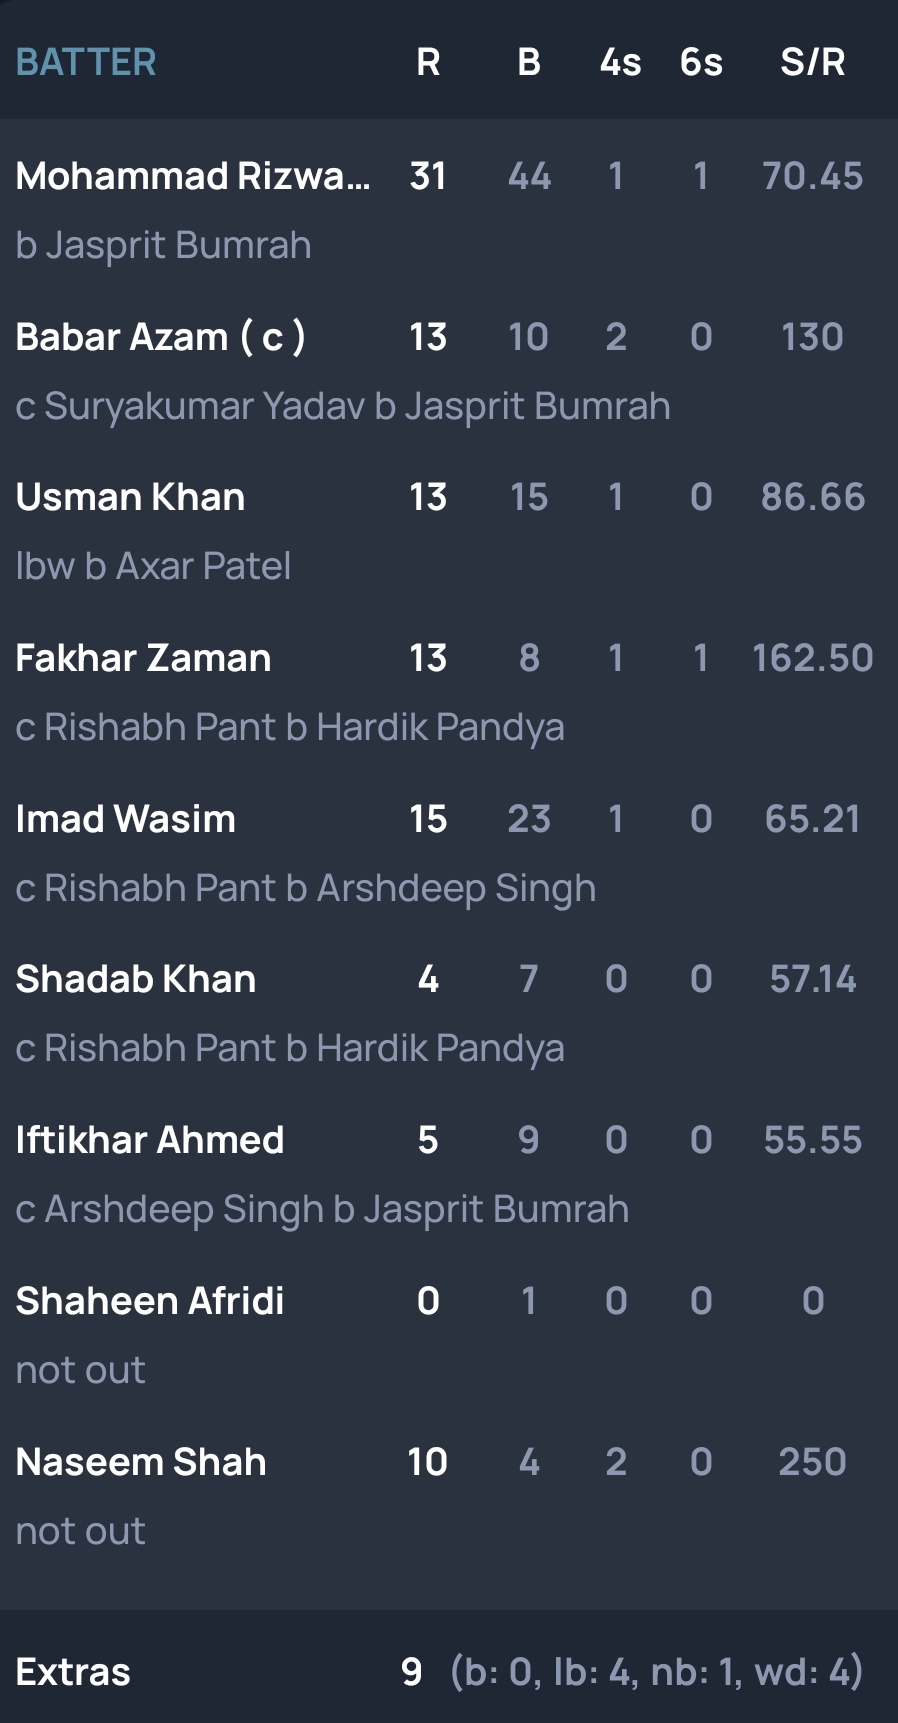 BATTER R B 4s 6s S/R
Mohammad Rizwa... 31 44 1 1 70.45
b Jasprit Bumrah
Babar Azam ( c ) 13 10 2 0 130
c Suryakumar Yadav b Jasprit Bumrah
Usman Khan 13 15 1 0 86.66
lbw b Axar Patel
Fakhar Zaman 13 8 1 1 162.50
c Rishabh Pant b Hardik Pandya
Imad Wasim 15 23 1 0 65.21
c Rishabh Pant b Arshdeep Singh
Shadab Khan 4 7 0 0 57.14
c Rishabh Pant b Hardik Pandya
Iftikhar Ahmed 5 9 0 0 55.55
c Arshdeep Singh b Jasprit Bumrah
Shaheen Afridi 0 1 0 0 0
not out
Naseem Shah 10 4 2 0 250
not out
Extras 9 (b: 0, lb: 4, nb: 1, wd: 4)